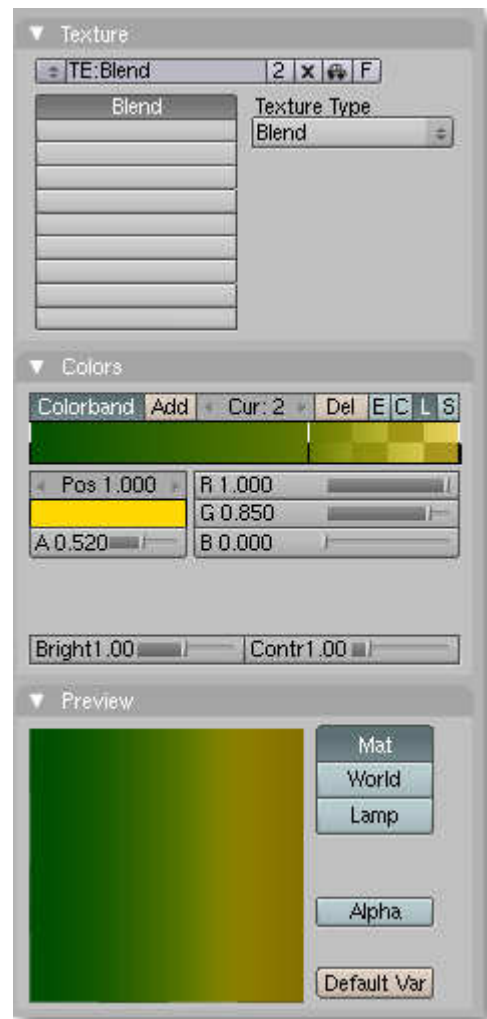 Texture
TE:Blend 2 X F
Blend
Texture Type
Blend
Colors
Colorband Add Cur: 2 Del E C L S
Pos 1.000 R 1.000
G 0.850
A 0.520 B 0.000
Bright1.00 Contr1.00
Preview
Mat
World
Lamp
Alpha
Default Var